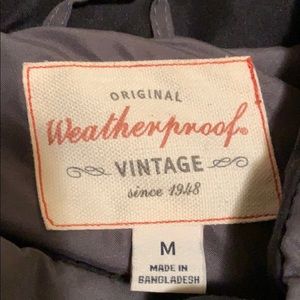 ORIGINAL
Weatherproof®
VINTAGE
since 1948
M
MADE IN
BANGLADESH